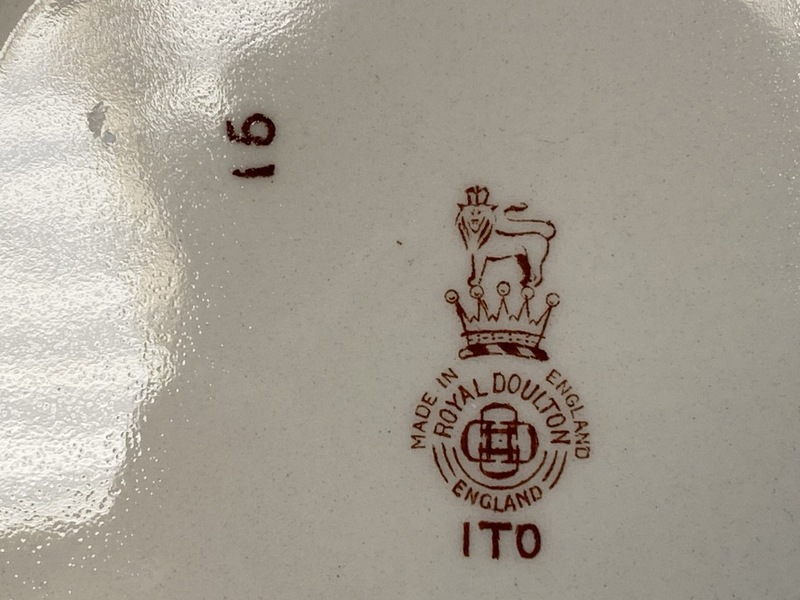 16
MADE IN ENGLAND
ROYAL DOULTON
ENGLAND
ITO